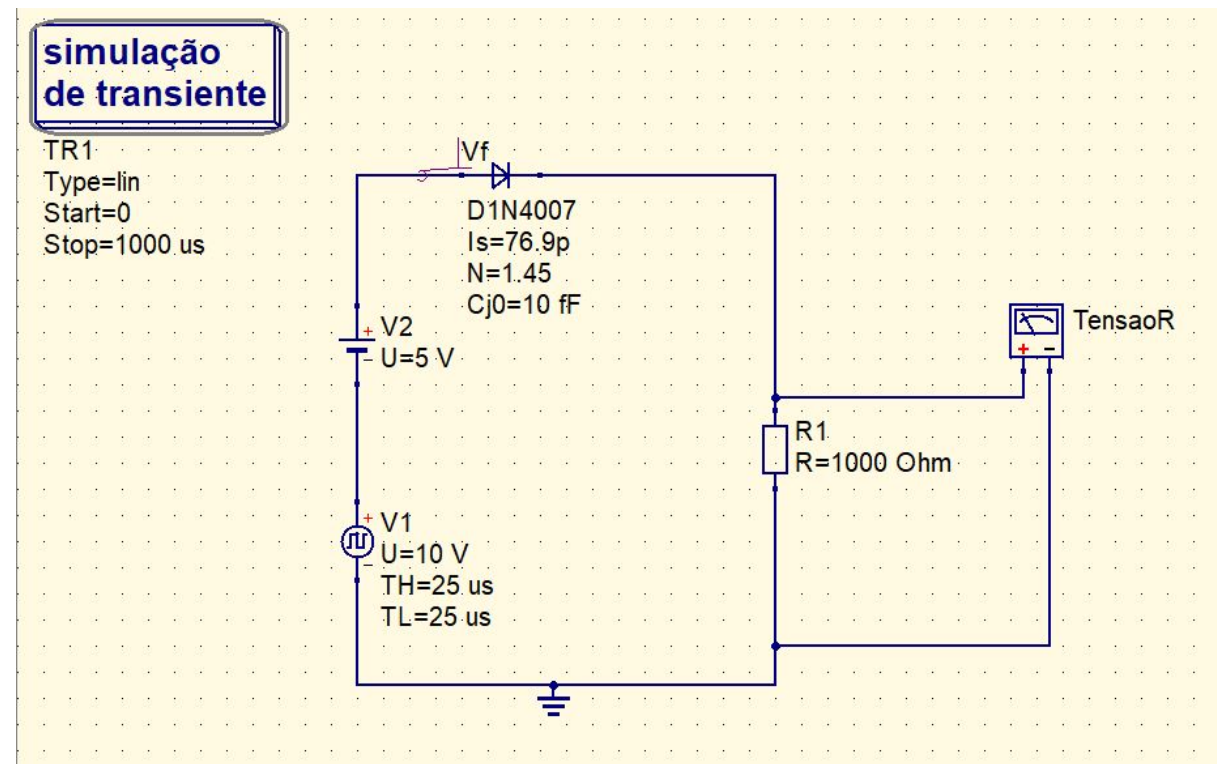 simulação
de transiente
TR1
Type=lin
Start=0
Stop=1000 us
Vf
D1N4007
Is=76.9p
N=1.45
Cj0=10 fF
+ V2
− U=5 V
TensaoR
+ −
R1
R=1000 Ohm
+ V1
U=10 V
− TH=25 us
TL=25 us